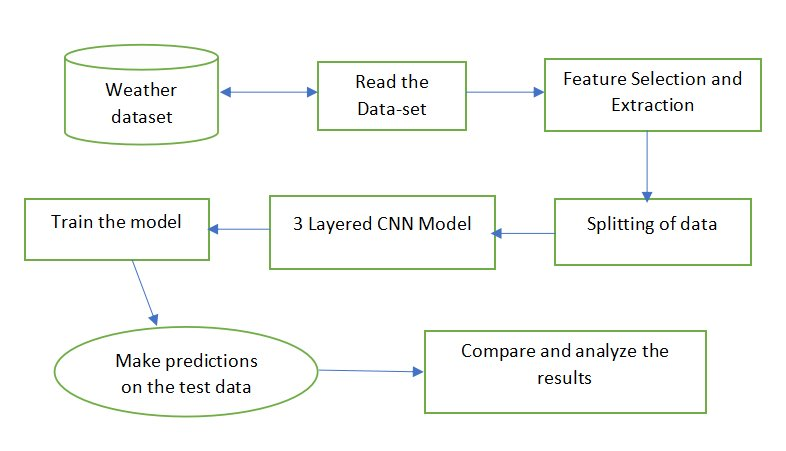 Weather
dataset
Read the
Data-set
Feature Selection and
Extraction
Train the model
3 Layered CNN Model
Splitting of data
Make predictions
on the test data
Compare and analyze the
results